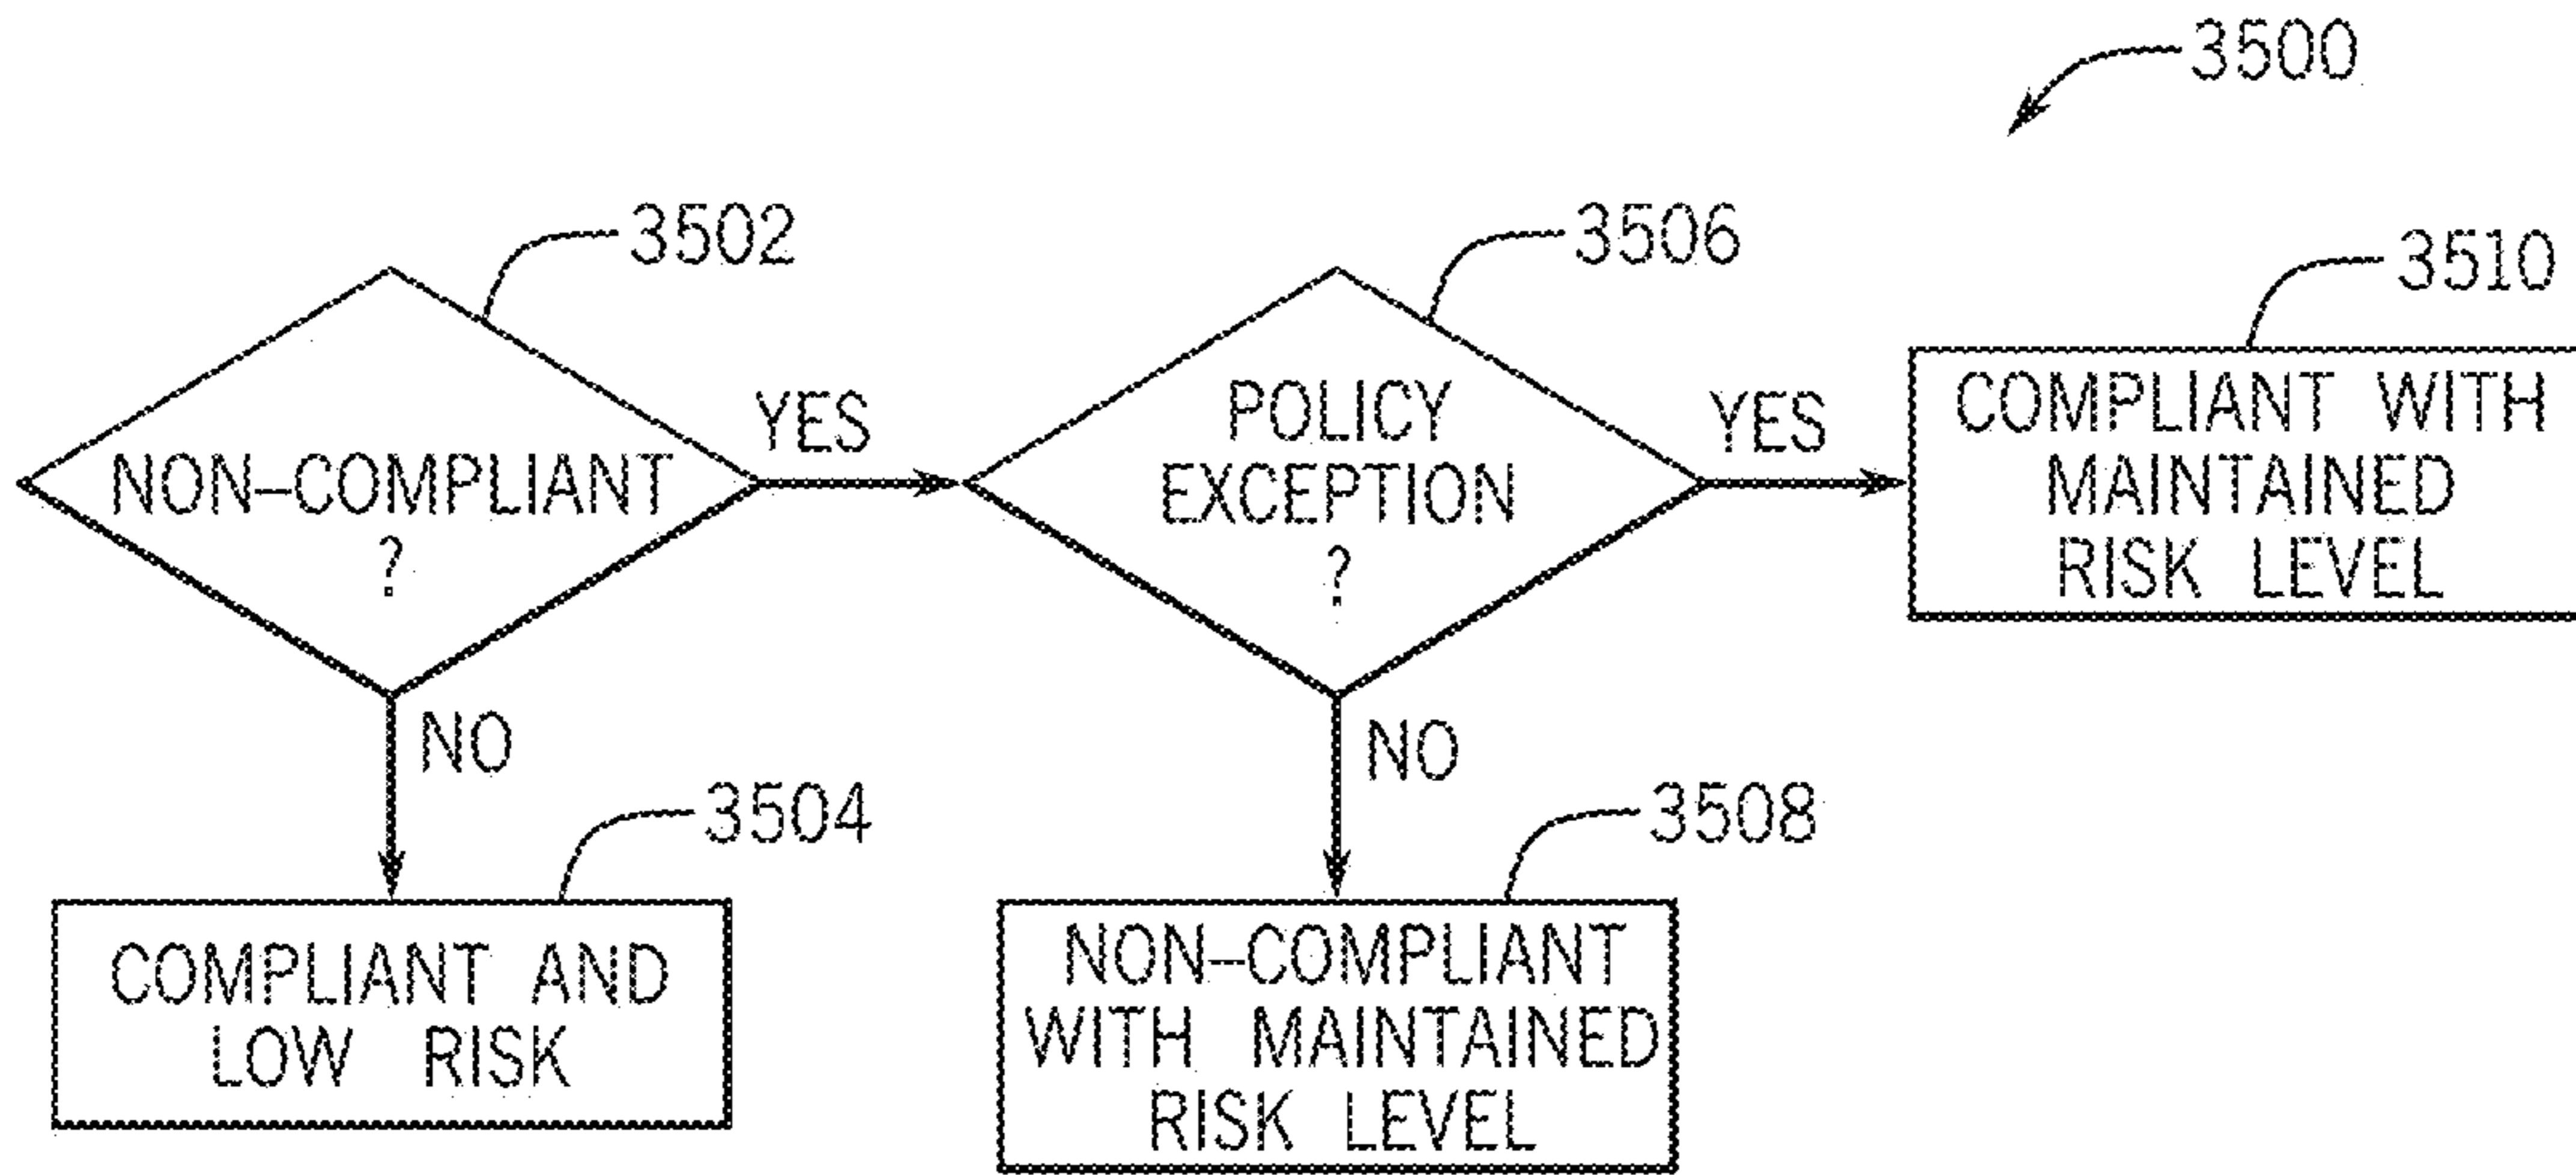 3500
3502
3506
3510
NON–COMPLIANT
?
YES
POLICY
EXCEPTION
?
YES
COMPLIANT WITH
MAINTAINED
RISK LEVEL
NO
NO
3504
3508
COMPLIANT AND
LOW RISK
NON–COMPLIANT
WITH MAINTAINED
RISK LEVEL